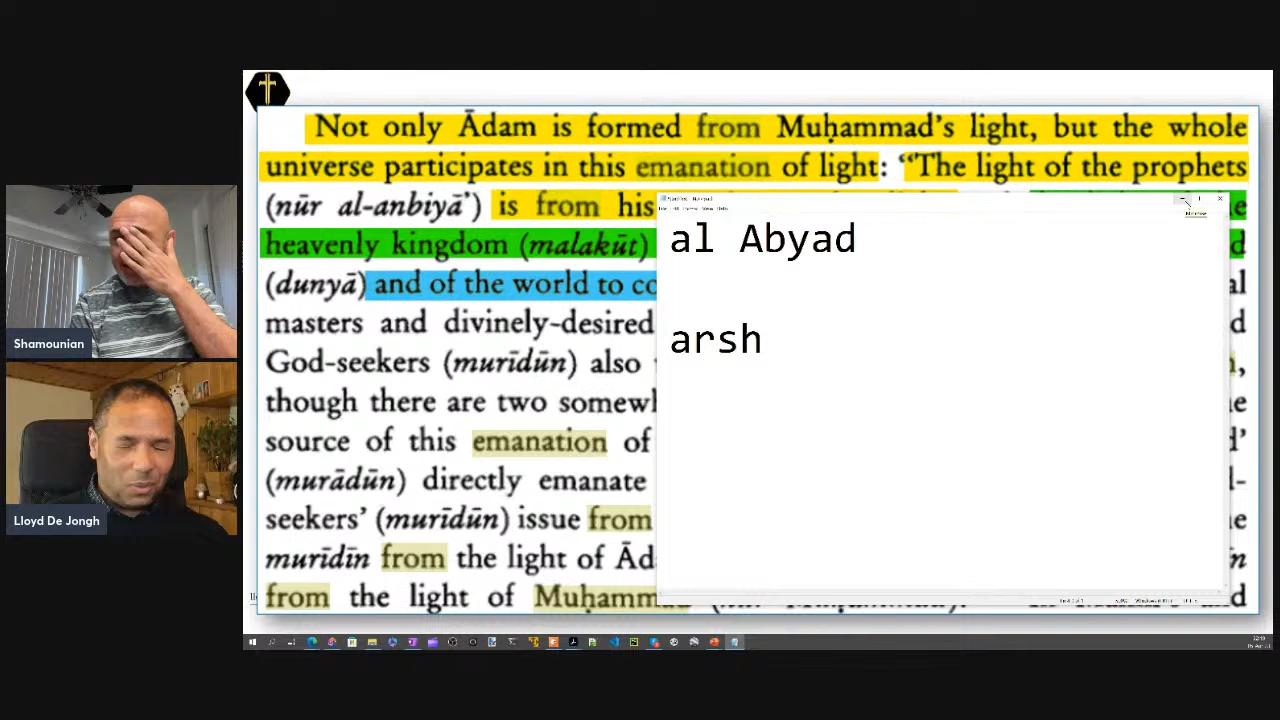 Not only Ādam is formed from Muḥammad's light, but the whole
universe participates in this emanation of light: “The light of the prophets
(nūr al-anbiyā’) is from his
heavenly kingdom (malakūt)
(dunyā) and of the world to co
masters and divinely-desired
God-seekers (murīdūn) also
though there are two somewh
source of this emanation of
(murādūn) directly emanate
seekers’ (murīdūn) issue from
murīdīn from the light of Āda
from the light of Muḥamm
al Abyad
arsh
Shamounian
Lloyd De Jongh